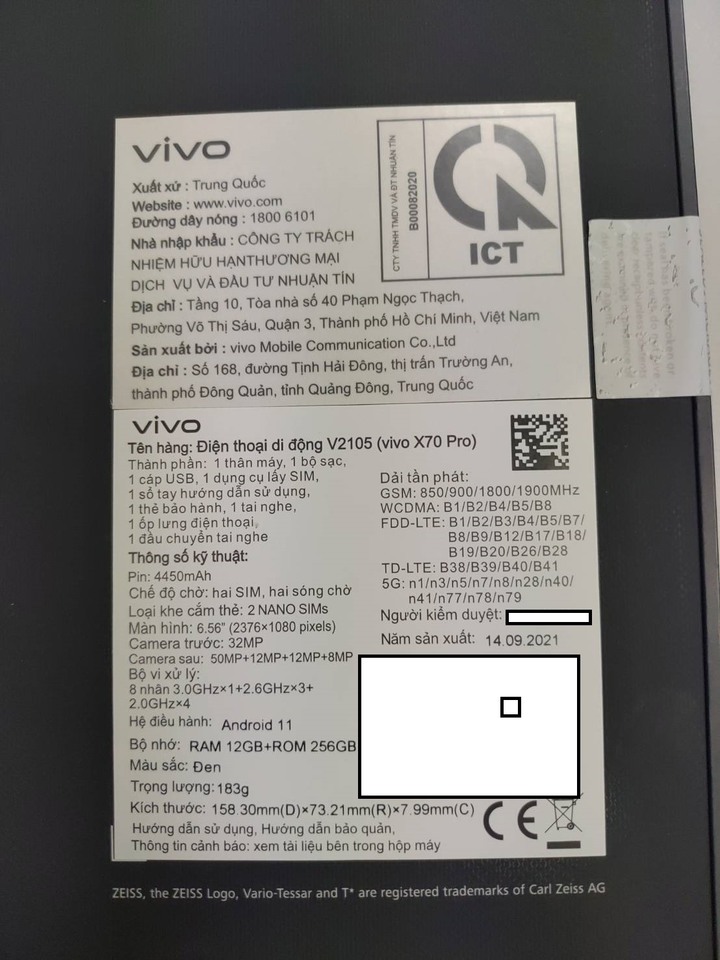 vivo
Xuất xứ : Trung Quốc
Website : www.vivo.com
Đường dây nóng : 1800 6101
Nhà nhập khẩu : CÔNG TY TRÁCH
NHIỆM HỮU HẠNTHƯƠNG MẠI
DỊCH VỤ VÀ ĐẦU TƯ NHUẬN TÍN
Địa chỉ : Tầng 10, Tòa nhà số 40 Phạm Ngọc Thạch,
Phường Võ Thị Sáu, Quận 3, Thành phố Hồ Chí Minh, Việt Nam
Sản xuất bởi : vivo Mobile Communication Co.,Ltd
Địa chỉ : Số 168, đường Tịnh Hải Đông, thị trấn Trường An,
thành phố Đông Quản, tỉnh Quảng Đông, Trung Quốc
CTY TNHH TMDV VÀ ĐT NHUẬN TÍN
B00082020
ICT
vivo
Tên hàng: Điện thoại di động V2105 (vivo X70 Pro)
Thành phần: 1 thân máy, 1 bộ sạc,
1 cáp USB, 1 dụng cụ lấy SIM,
1 sổ tay hướng dẫn sử dụng,
1 thẻ bảo hành, 1 tai nghe,
1 ốp lưng điện thoại,
1 đầu chuyển tai nghe
Thông số kỹ thuật:
Pin: 4450mAh
Chế độ chờ: hai SIM, hai sóng chờ
Loại khe cắm thẻ: 2 NANO SIMs
Màn hình: 6.56" (2376×1080 pixels)
Camera trước: 32MP
Camera sau: 50MP+12MP+12MP+8MP
Bộ vi xử lý:
8 nhân 3.0GHz×1+2.6GHz×3+
2.0GHz×4
Hệ điều hành: Android 11
Bộ nhớ: RAM 12GB+ROM 256GB
Màu sắc: Đen
Trọng lượng: 183g
Kích thước: 158.30mm(D)×73.21mm(R)×7.99mm(C)
Hướng dẫn sử dụng, Hướng dẫn bảo quản,
Thông tin cảnh báo: xem tài liệu bên trong hộp máy
Dải tần phát:
GSM: 850/900/1800/1900MHz
WCDMA: B1/B2/B4/B5/B8
FDD-LTE: B1/B2/B3/B4/B5/B7/
B8/B9/B12/B17/B18/
B19/B20/B26/B28
TD-LTE: B38/B39/B40/B41
5G: n1/n3/n5/n7/n8/n28/n40/
n41/n77/n78/n79
Người kiểm duyệt:
Năm sản xuất: 14.09.2021
CE
ZEISS, the ZEISS Logo, Vario-Tessar and T* are registered trademarks of Carl Zeiss AG